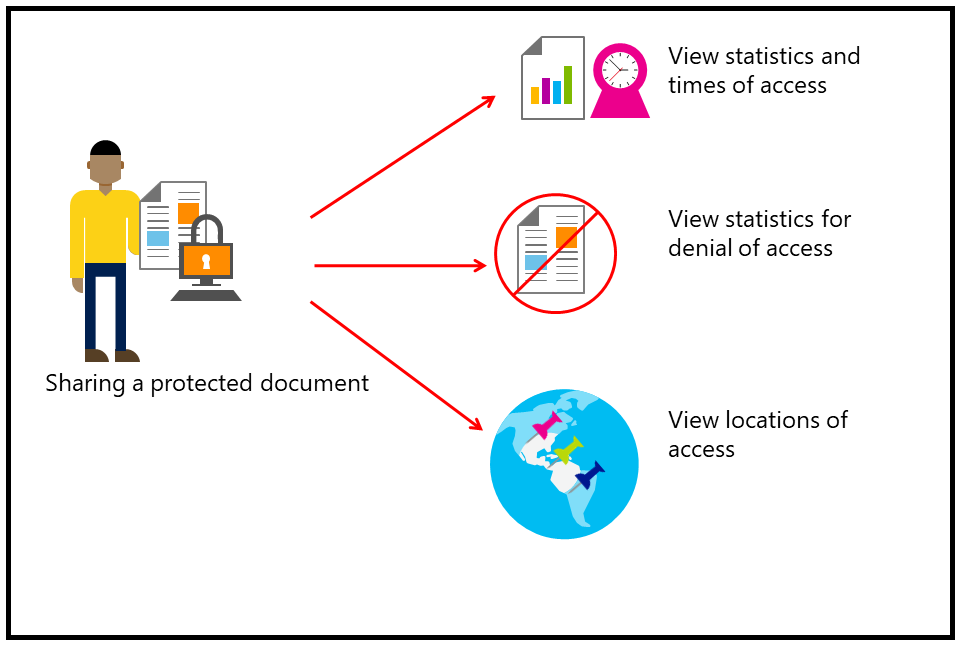 View statistics and
times of access
View statistics for
denial of access
Sharing a protected document
View locations of
access